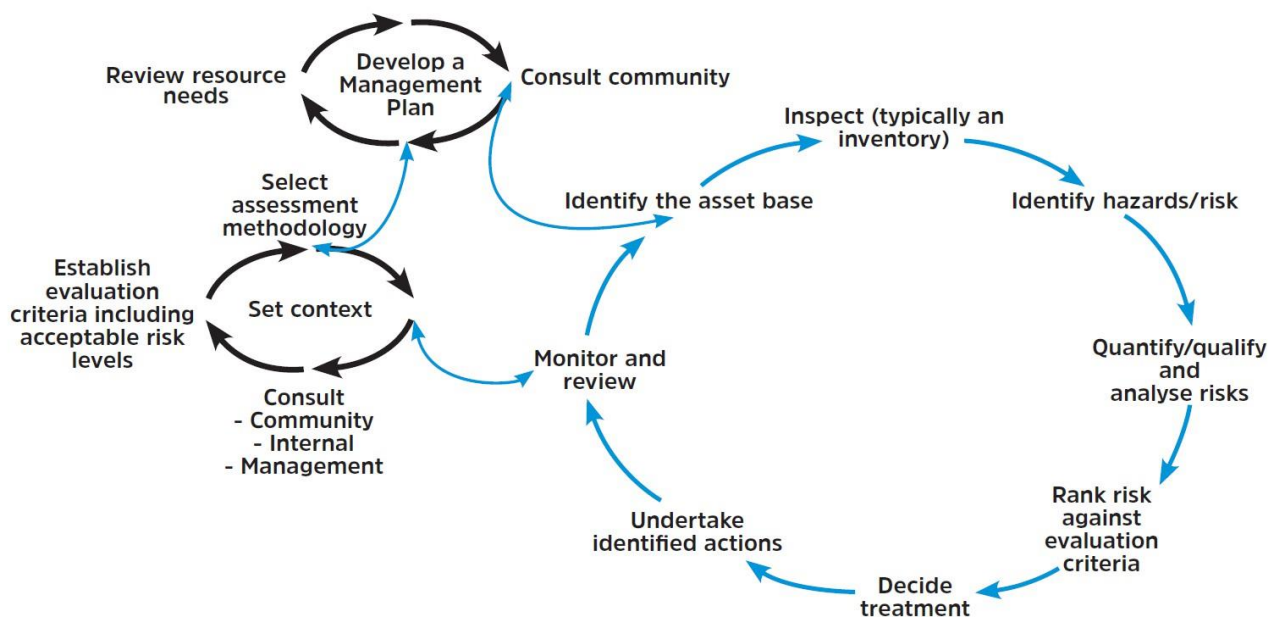 Develop a
Management
Plan
Review resource
needs
Consult community
Inspect (typically an
inventory)
Select
assessment
methodology
Identify the asset base
Identify hazards/risk
Establish
evaluation
criteria including
acceptable risk
levels
Set context
Monitor and
review
Quantify/qualify
and
analyse risks
Consult
- Community
- Internal
- Management
Undertake
identified actions
Rank risk
against
evaluation
criteria
Decide
treatment